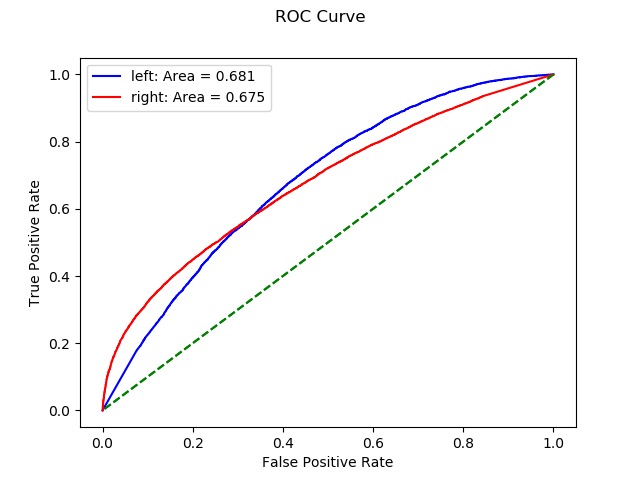 ROC Curve
left: Area = 0.681
right: Area = 0.675
True Positive Rate
1.0
0.8
0.6
0.4
0.2
0.0
0.0 0.2 0.4 0.6 0.8 1.0
False Positive Rate